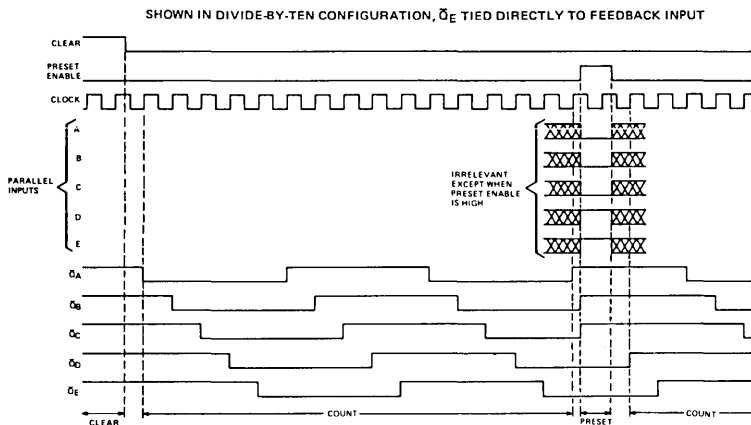 SHOWN IN DIVIDE-BY-TEN CONFIGURATION, Q̄E TIED DIRECTLY TO FEEDBACK INPUT
CLEAR
PRESET
ENABLE
CLOCK
A
B
C
D
E
PARALLEL
INPUTS
IRRELEVANT
EXCEPT WHEN
PRESET ENABLE
IS HIGH
Q̄A
Q̄B
Q̄C
Q̄D
Q̄E
CLEAR
COUNT
PRESET
COUNT